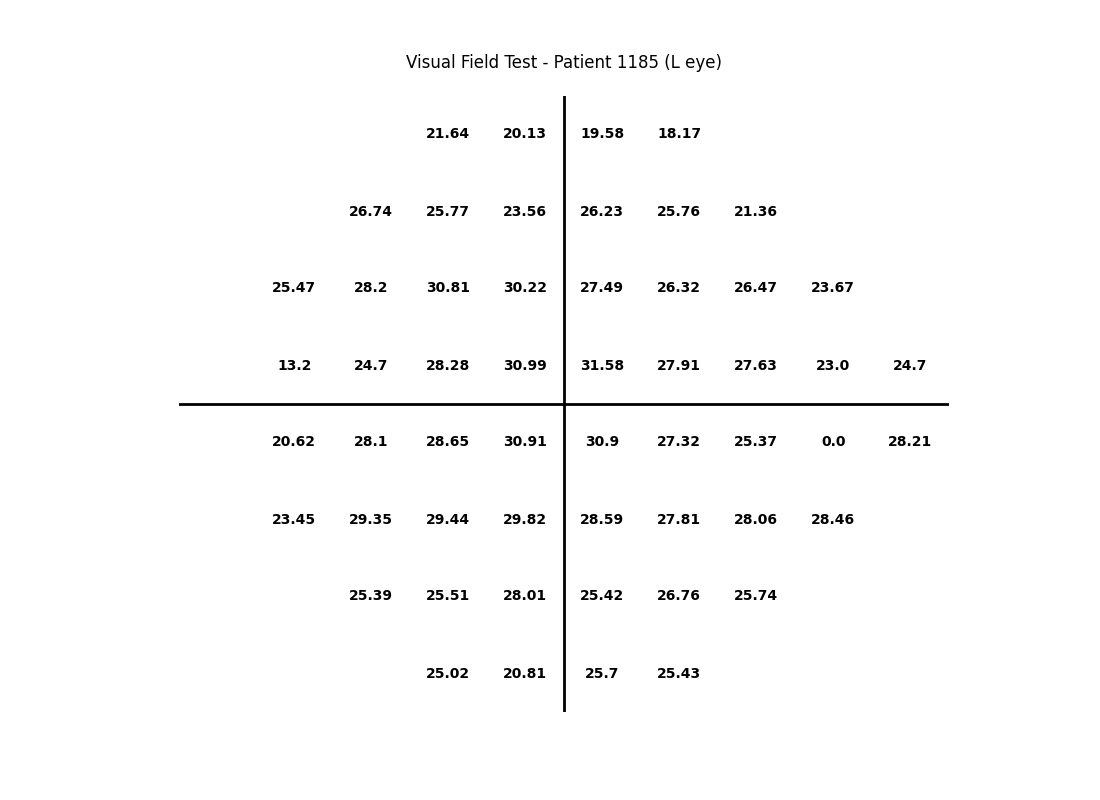 Visual Field Test - Patient 1185 (L eye)
21.64 20.13 19.58 18.17
26.74 25.77 23.56 26.23 25.76 21.36
25.47 28.2 30.81 30.22 27.49 26.32 26.47 23.67
13.2 24.7 28.28 30.99 31.58 27.91 27.63 23.0 24.7
20.62 28.1 28.65 30.91 30.9 27.32 25.37 0.0 28.21
23.45 29.35 29.44 29.82 28.59 27.81 28.06 28.46
25.39 25.51 28.01 25.42 26.76 25.74
25.02 20.81 25.7 25.43